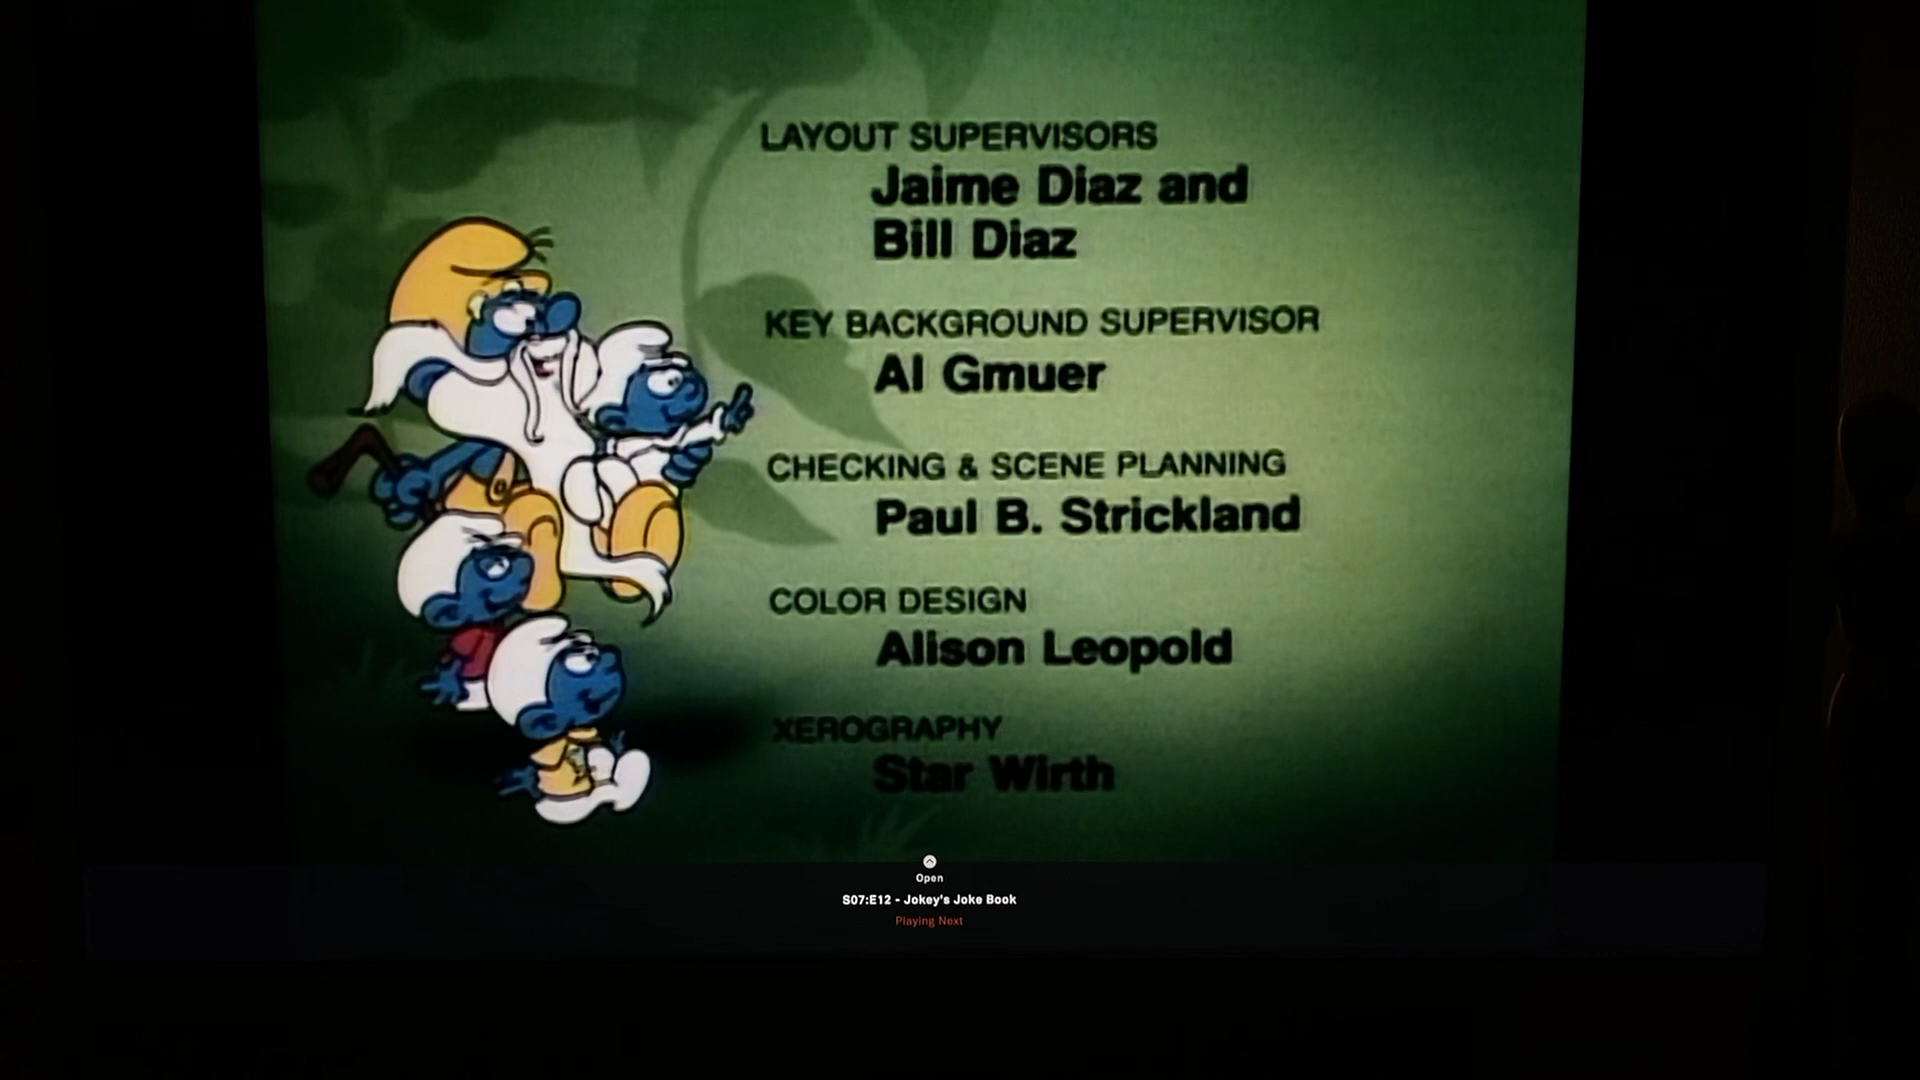 LAYOUT SUPERVISORS
Jaime Diaz and
Bill Diaz
KEY BACKGROUND SUPERVISOR
Al Gmuer
CHECKING & SCENE PLANNING
Paul B. Strickland
COLOR DESIGN
Alison Leopold
XEROGRAPHY
Star Wirth
Open
S07:E12 - Jokey's Joke Book
Playing Next